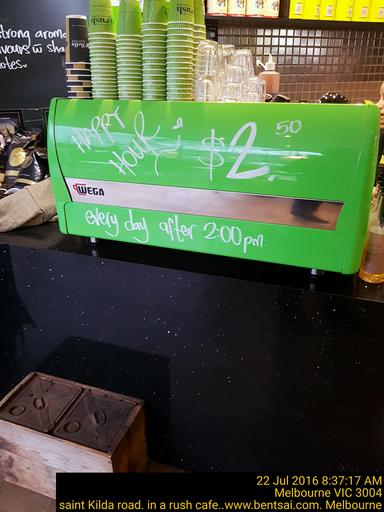 strong aroma
avours w sha
otes.
crush
HAPPY
HOUR
$2.50
WEGA
every day after 2:00pm
22 Jul 2016 8:37:17 AM
Melbourne VIC 3004
saint Kilda road. in a rush cafe..www.bentsai.com. Melbourne